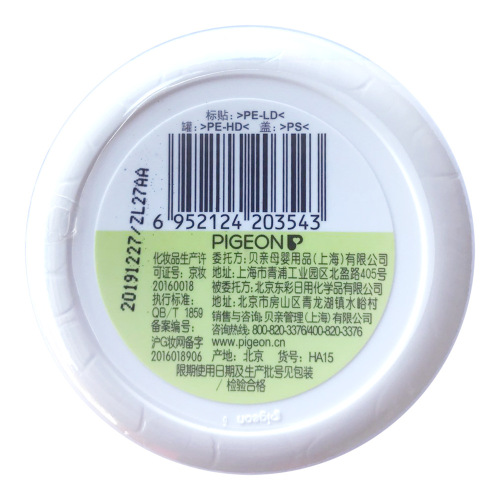 标贴：>PE-LD<
罐：>PE-HD< 盖：>PS<
6 952124 203543
20191227/ZL27AA
PIGEON
化妆品生产许 委托方：贝亲母婴用品(上海)有限公司
可证号：京妆 地址：上海市青浦工业园区北盈路405号
20160018 被委托方：北京东彩日用化学品有限公司
执行标准： 地址：北京市房山区青龙湖镇水峪村
QB/T 1859 销售与咨询：贝亲管理(上海)有限公司
备案编号： 咨询热线：800-820-3376/400-820-3376
沪G妆网备字 www.pigeon.cn
2016018906 产地：北京 货号：HA15
限期使用日期及生产批号见包装
/检验合格
pigeon